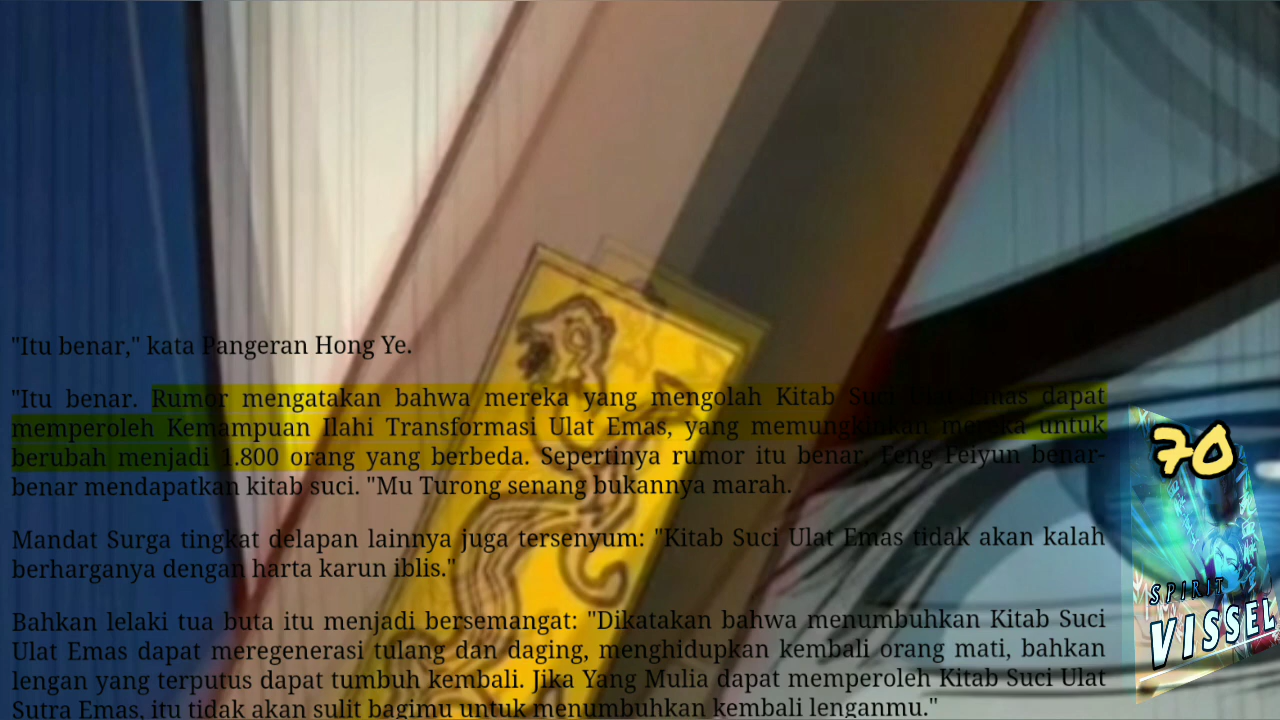 "Itu benar," kata Pangeran Hong Ye.
"Itu benar. Rumor mengatakan bahwa mereka yang mengolah Kitab Suci Ulat Emas dapat
memperoleh Kemampuan Ilahi Transformasi Ulat Emas, yang memungkinkan mereka untuk
berubah menjadi 1.800 orang yang berbeda. Sepertinya rumor itu benar. Feng Feiyun benar-
benar mendapatkan kitab suci. "Mu Turong senang bukannya marah.
Mandat Surga tingkat delapan lainnya juga tersenyum: "Kitab Suci Ulat Emas tidak akan kalah
berharganya dengan harta karun iblis."
Bahkan lelaki tua buta itu menjadi bersemangat: "Dikatakan bahwa menumbuhkan Kitab Suci
Ulat Emas dapat meregenerasi tulang dan daging, menghidupkan kembali orang mati, bahkan
lengan yang terputus dapat tumbuh kembali. Jika Yang Mulia dapat memperoleh Kitab Suci Ulat
Sutra Emas, itu tidak akan sulit bagimu untuk menumbuhkan kembali lenganmu."
70
SPIRIT
VISSEL